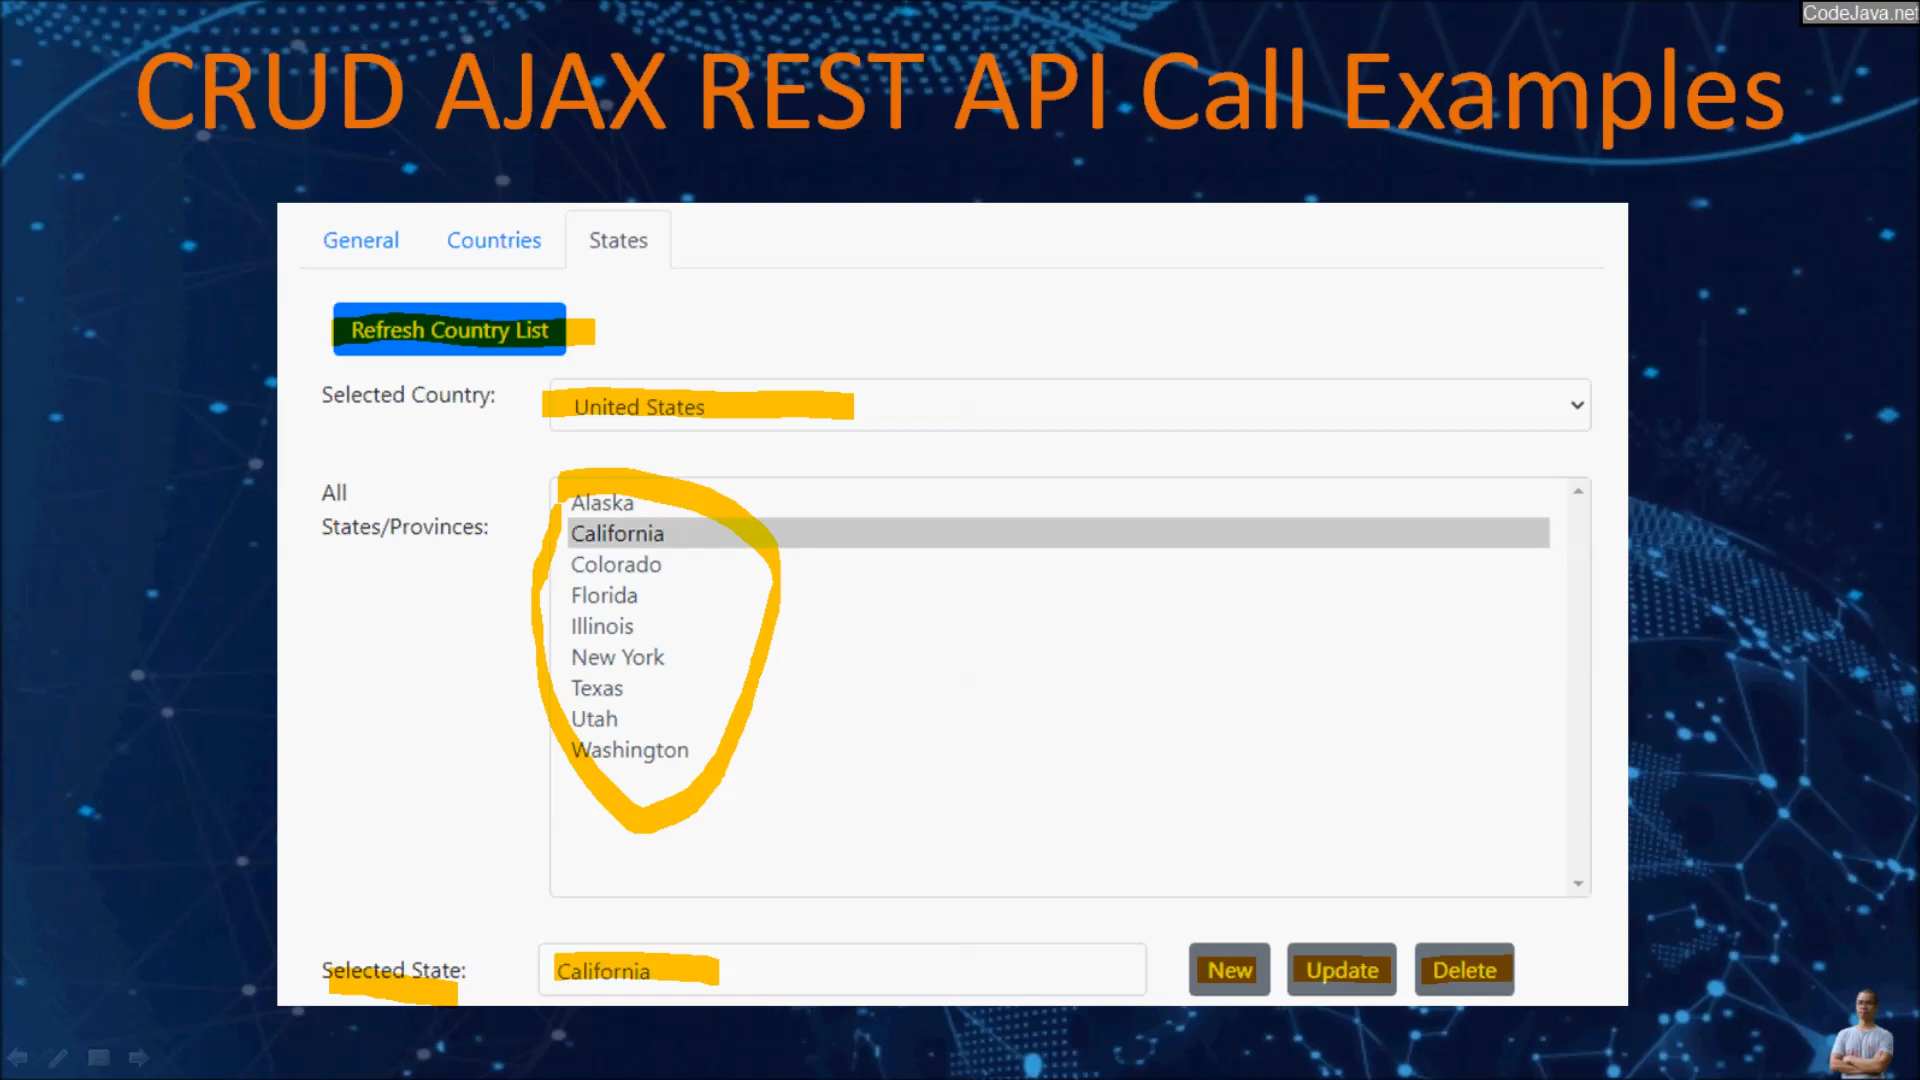 CodeJava.net
CRUD AJAX REST API Call Examples
General Countries States
Refresh Country List
Selected Country: United States
All States/Provinces:
Alaska
California
Colorado
Florida
Illinois
New York
Texas
Utah
Washington
Selected State: California New Update Delete